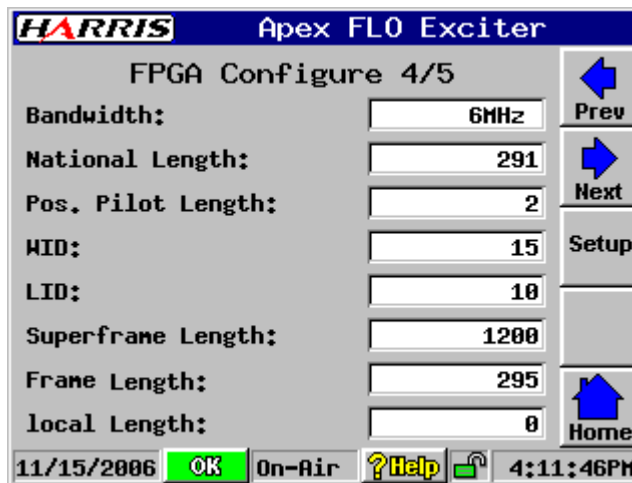 HARRIS Apex FLO Exciter
FPGA Configure 4/5
Prev
Bandwidth: 6MHz
National Length: 291
Next
Pos. Pilot Length: 2
WID: 15
Setup
LID: 10
Superframe Length: 1200
Frame Length: 295
local Length: 0
Home
11/15/2006 OK On-Air ?Help 4:11:46PM